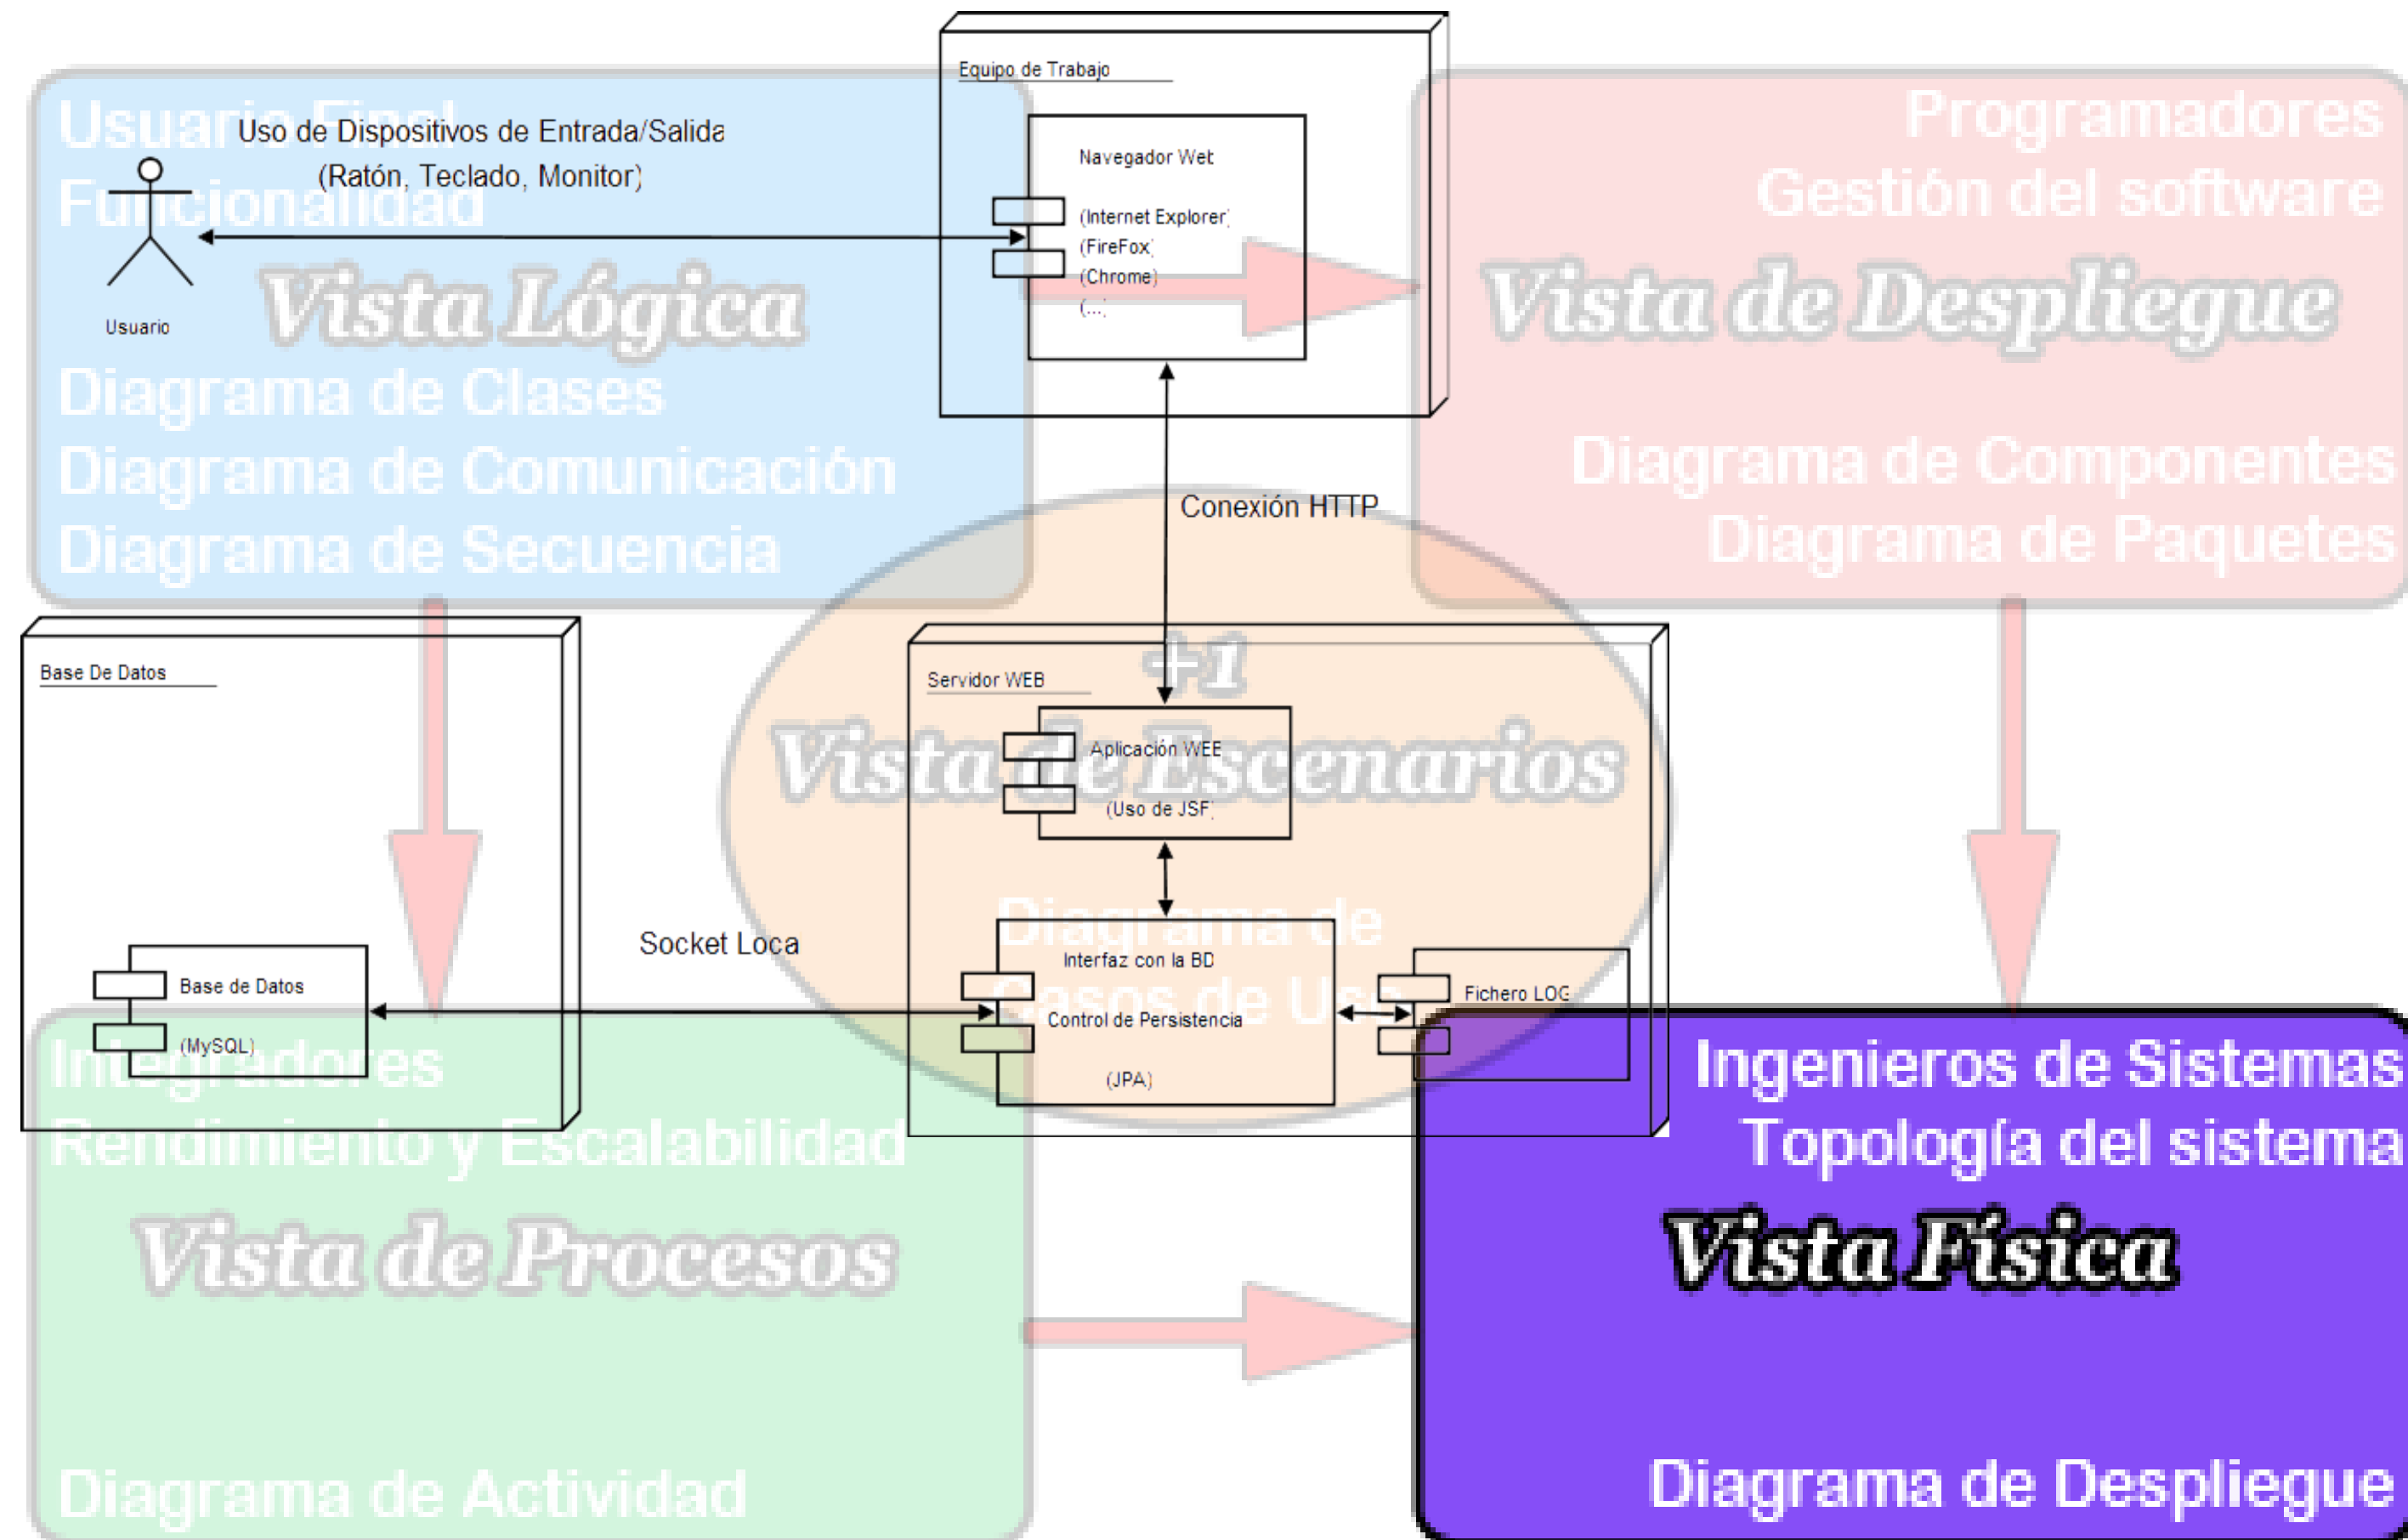 Equipo de Trabajo
Navegador Web
(Internet Explorer)
(FireFox)
(Chrome)
(...)
Usuario Final
Funcionalidad
Uso de Dispositivos de Entrada/Salida
(Ratón, Teclado, Monitor)
Usuario
Vista Lógica
Diagrama de Clases
Diagrama de Comunicación
Diagrama de Secuencia
Programadores
Gestión del software
Vista de Despliegue
Diagrama de Componentes
Diagrama de Paquetes
Conexión HTTP
+1
Vista de Escenarios
Diagrama de
Casos de Uso
Base De Datos
Base de Datos
(MySQL)
Socket Loca
Servidor WEB
Aplicación WEB
(Uso de JSF)
Interfaz con la BD
Control de Persistencia
(JPA)
Fichero LOG
Integradores
Rendimiento y Escalabilidad
Vista de Procesos
Diagrama de Actividad
Ingenieros de Sistemas
Topología del sistema
Vista Física
Diagrama de Despliegue